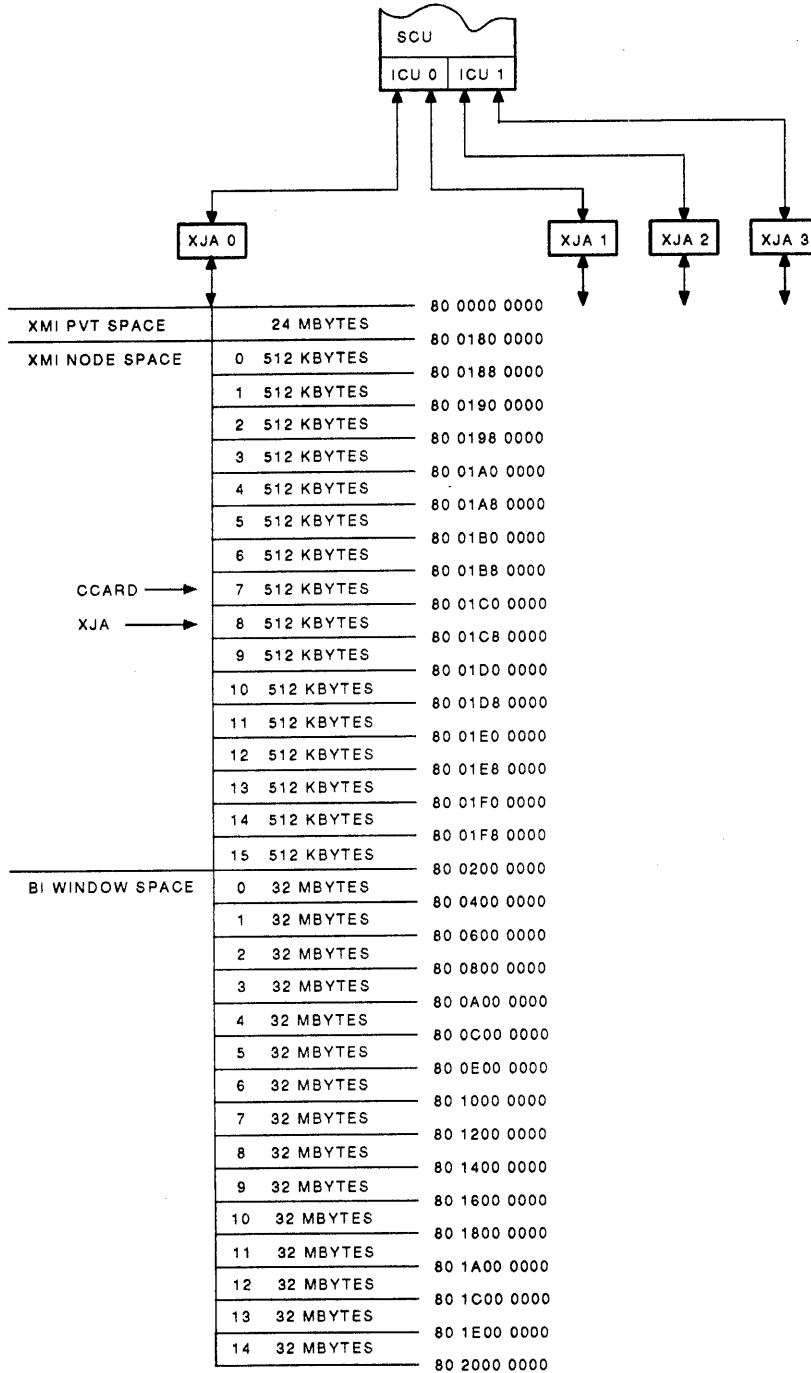 SCU
ICU 0 ICU 1
XJA 0 XJA 1 XJA 2 XJA 3
80 0000 0000
XMI PVT SPACE 24 MBYTES
80 0180 0000
XMI NODE SPACE 0 512 KBYTES
80 0188 0000
1 512 KBYTES
80 0190 0000
2 512 KBYTES
80 0198 0000
3 512 KBYTES
80 01A0 0000
4 512 KBYTES
80 01A8 0000
5 512 KBYTES
80 01B0 0000
6 512 KBYTES
80 01B8 0000
CCARD 7 512 KBYTES
80 01C0 0000
XJA 8 512 KBYTES
80 01C8 0000
9 512 KBYTES
80 01D0 0000
10 512 KBYTES
80 01D8 0000
11 512 KBYTES
80 01E0 0000
12 512 KBYTES
80 01E8 0000
13 512 KBYTES
80 01F0 0000
14 512 KBYTES
80 01F8 0000
15 512 KBYTES
80 0200 0000
BI WINDOW SPACE 0 32 MBYTES
80 0400 0000
1 32 MBYTES
80 0600 0000
2 32 MBYTES
80 0800 0000
3 32 MBYTES
80 0A00 0000
4 32 MBYTES
80 0C00 0000
5 32 MBYTES
80 0E00 0000
6 32 MBYTES
80 1000 0000
7 32 MBYTES
80 1200 0000
8 32 MBYTES
80 1400 0000
9 32 MBYTES
80 1600 0000
10 32 MBYTES
80 1800 0000
11 32 MBYTES
80 1A00 0000
12 32 MBYTES
80 1C00 0000
13 32 MBYTES
80 1E00 0000
14 32 MBYTES
80 2000 0000